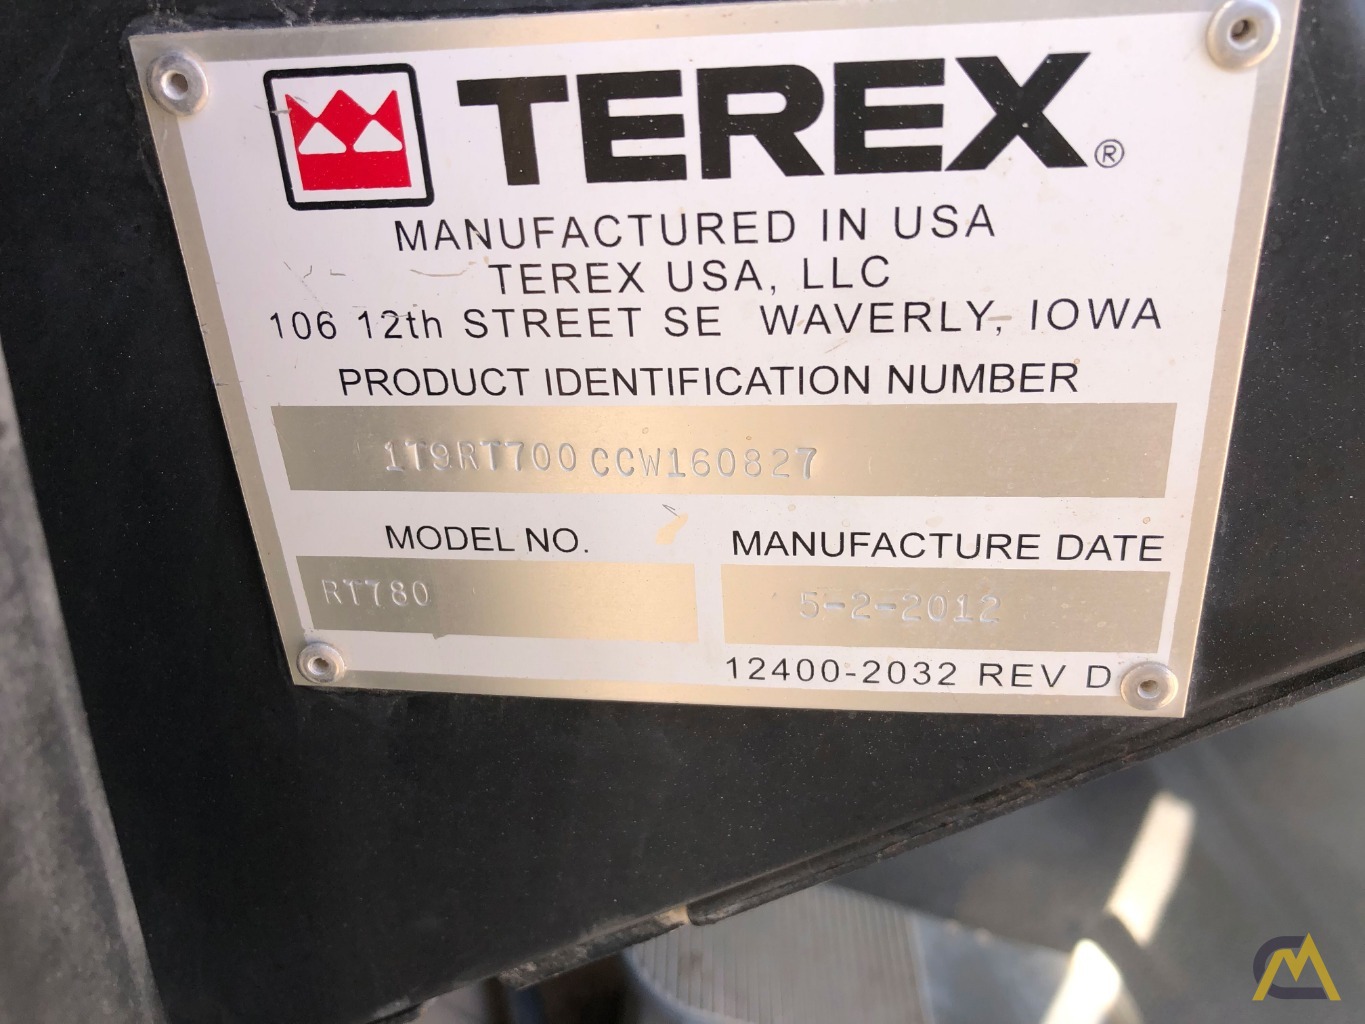 TEREX®
MANUFACTURED IN USA
TEREX USA, LLC
106 12th STREET SE WAVERLY, IOWA
PRODUCT IDENTIFICATION NUMBER
1T9RT700CCW160827
MODEL NO. MANUFACTURE DATE
RT780 5-2-2012
12400-2032 REV D
CM